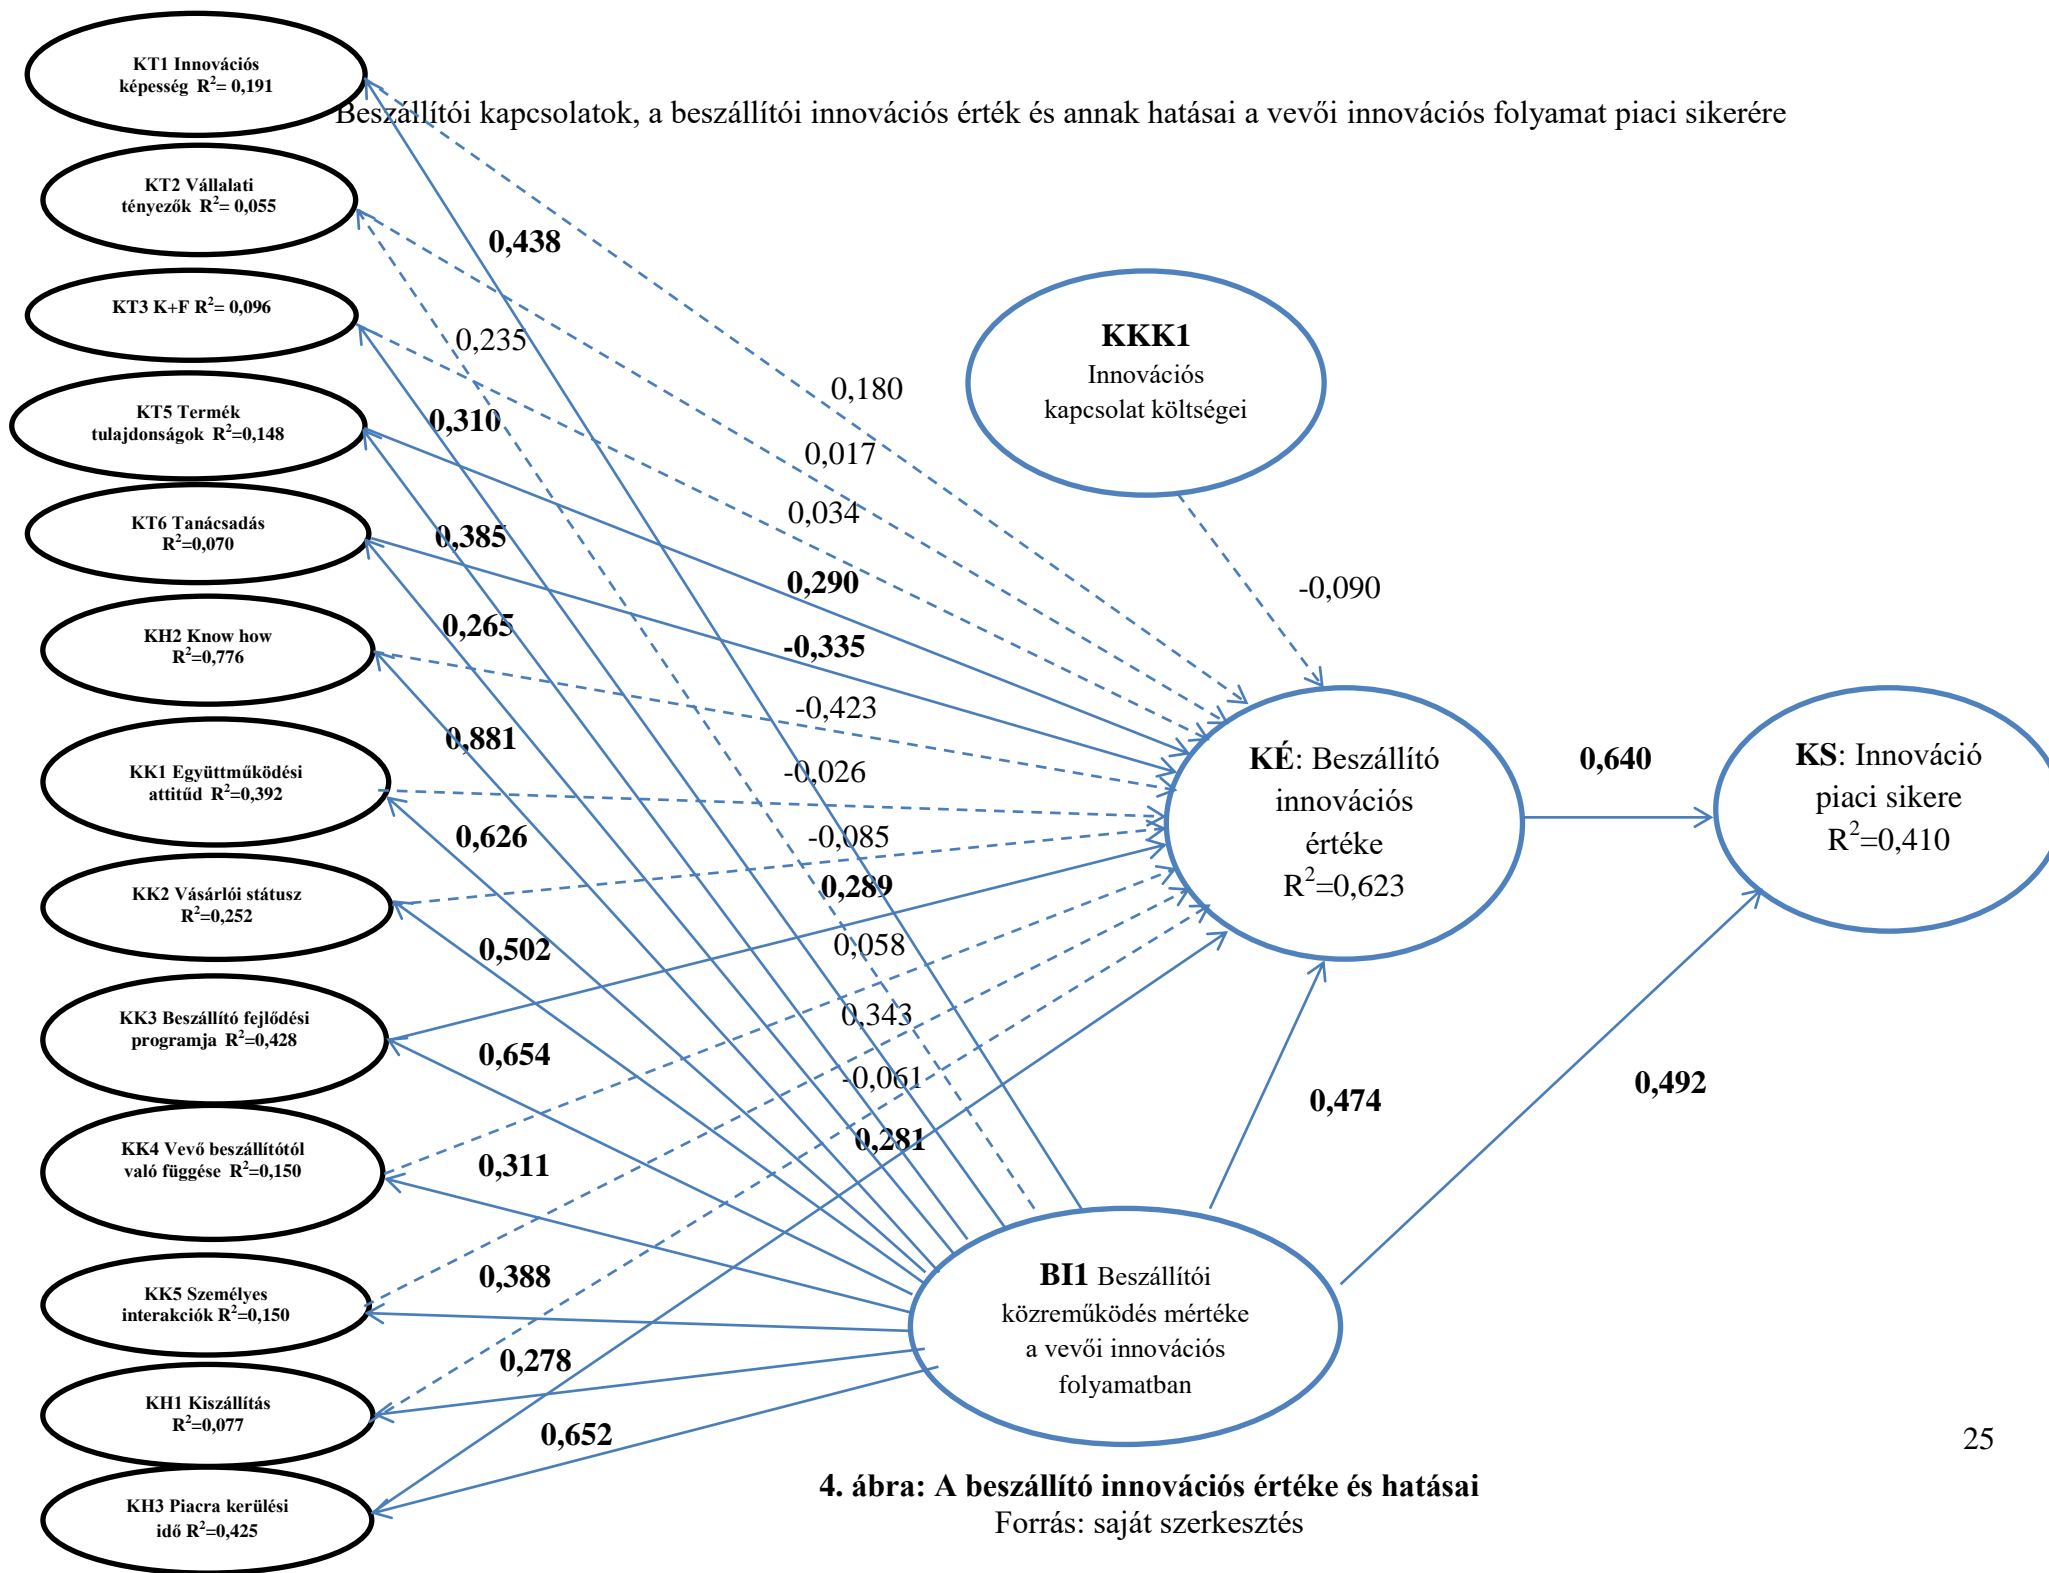 Beszállítói kapcsolatok, a beszállítói innovációs érték és annak hatásai a vevői innovációs folyamat piaci sikerére
KT1 Innovációs
képesség R²= 0,191
KT2 Vállalati
tényezők R²= 0,055
KT3 K+F R²= 0,096
KT5 Termék
tulajdonságok R²=0,148
KT6 Tanácsadás
R²=0,070
KH2 Know how
R²=0,776
KK1 Együttműködési
attitűd R²=0,392
KK2 Vásárlói státusz
R²=0,252
KK3 Beszállító fejlődési
programja R²=0,428
KK4 Vevő beszállítótól
való függése R²=0,150
KK5 Személyes
interakciók R²=0,150
KH1 Kiszállítás
R²=0,077
KH3 Piacra kerülési
idő R²=0,425
0,438
0,235
0,310
0,385
0,265
0,881
0,626
0,502
0,654
0,311
0,388
0,278
0,652
0,180
0,017
0,034
0,290
-0,335
-0,423
-0,026
-0,085
0,289
0,058
0,343
-0,061
0,281
KKK1
Innovációs
kapcsolat költségei
-0,090
KÉ: Beszállító
innovációs
értéke
R²=0,623
0,640
KS: Innováció
piaci sikere
R²=0,410
0,474
0,492
BI1 Beszállítói
közreműködés mértéke
a vevői innovációs
folyamatban
25
4. ábra: A beszállító innovációs értéke és hatásai
Forrás: saját szerkesztés